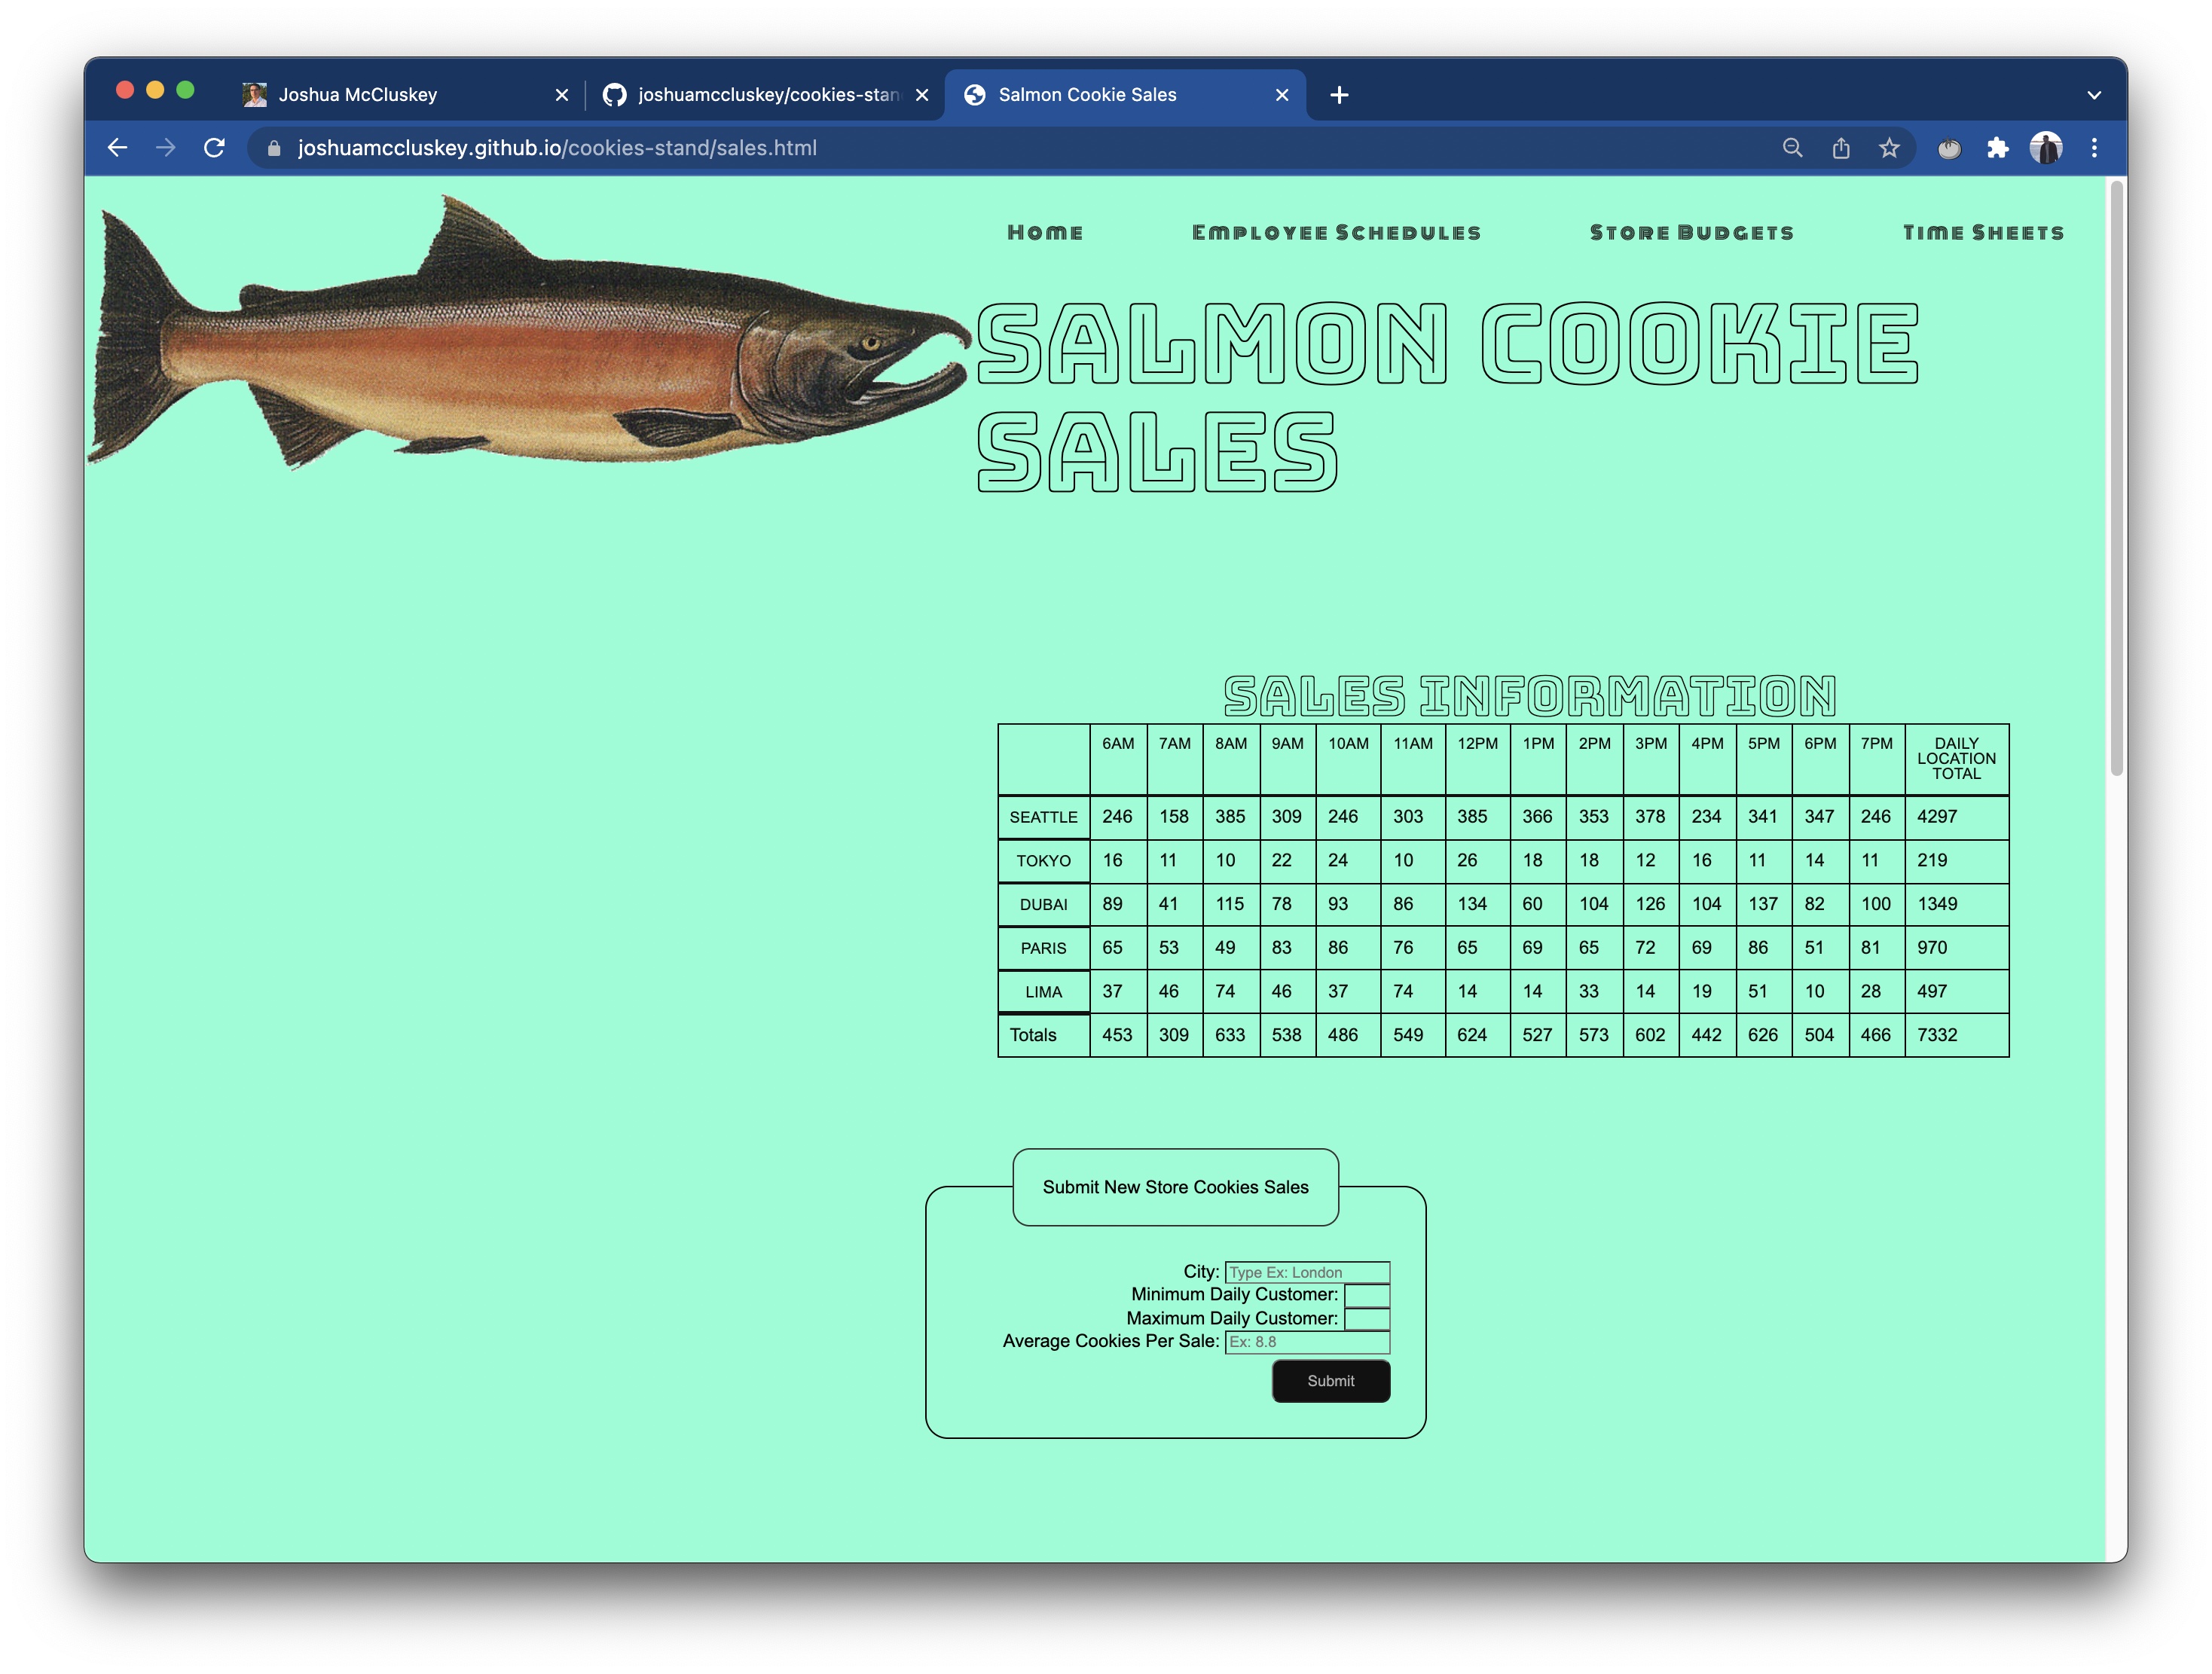 Joshua McCluskey
joshuamccluskey/cookies-stan
Salmon Cookie Sales
joshuamccluskey.github.io/cookies-stand/sales.html
Home Employee Schedules Store Budgets Time Sheets
SALMON COOKIE
SALES
SALES INFORMATION
6AM 7AM 8AM 9AM 10AM 11AM 12PM 1PM 2PM 3PM 4PM 5PM 6PM 7PM DAILY
LOCATION
TOTAL
SEATTLE 246 158 385 309 246 303 385 366 353 378 234 341 347 246 4297
TOKYO 16 11 10 22 24 10 26 18 18 12 16 11 14 11 219
DUBAI 89 41 115 78 93 86 134 60 104 126 104 137 82 100 1349
PARIS 65 53 49 83 86 76 65 69 65 72 69 86 51 81 970
LIMA 37 46 74 46 37 74 14 14 33 14 19 51 10 28 497
Totals 453 309 633 538 486 549 624 527 573 602 442 626 504 466 7332
Submit New Store Cookies Sales
City: Type Ex: London
Minimum Daily Customer:
Maximum Daily Customer:
Average Cookies Per Sale: Ex: 8.8
Submit